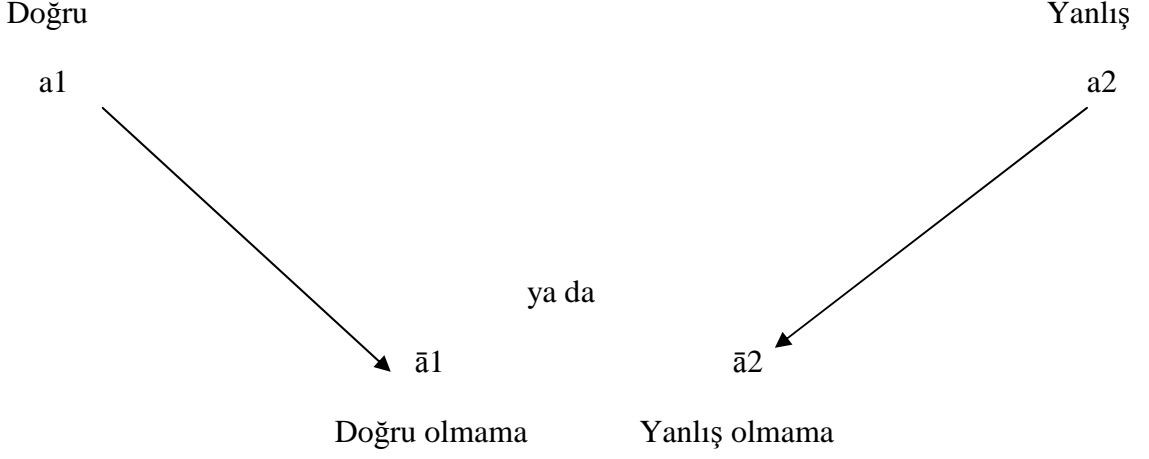 Doğru Yanlış
a1 a2
ya da
ā1 ā2
Doğru olmama Yanlış olmama